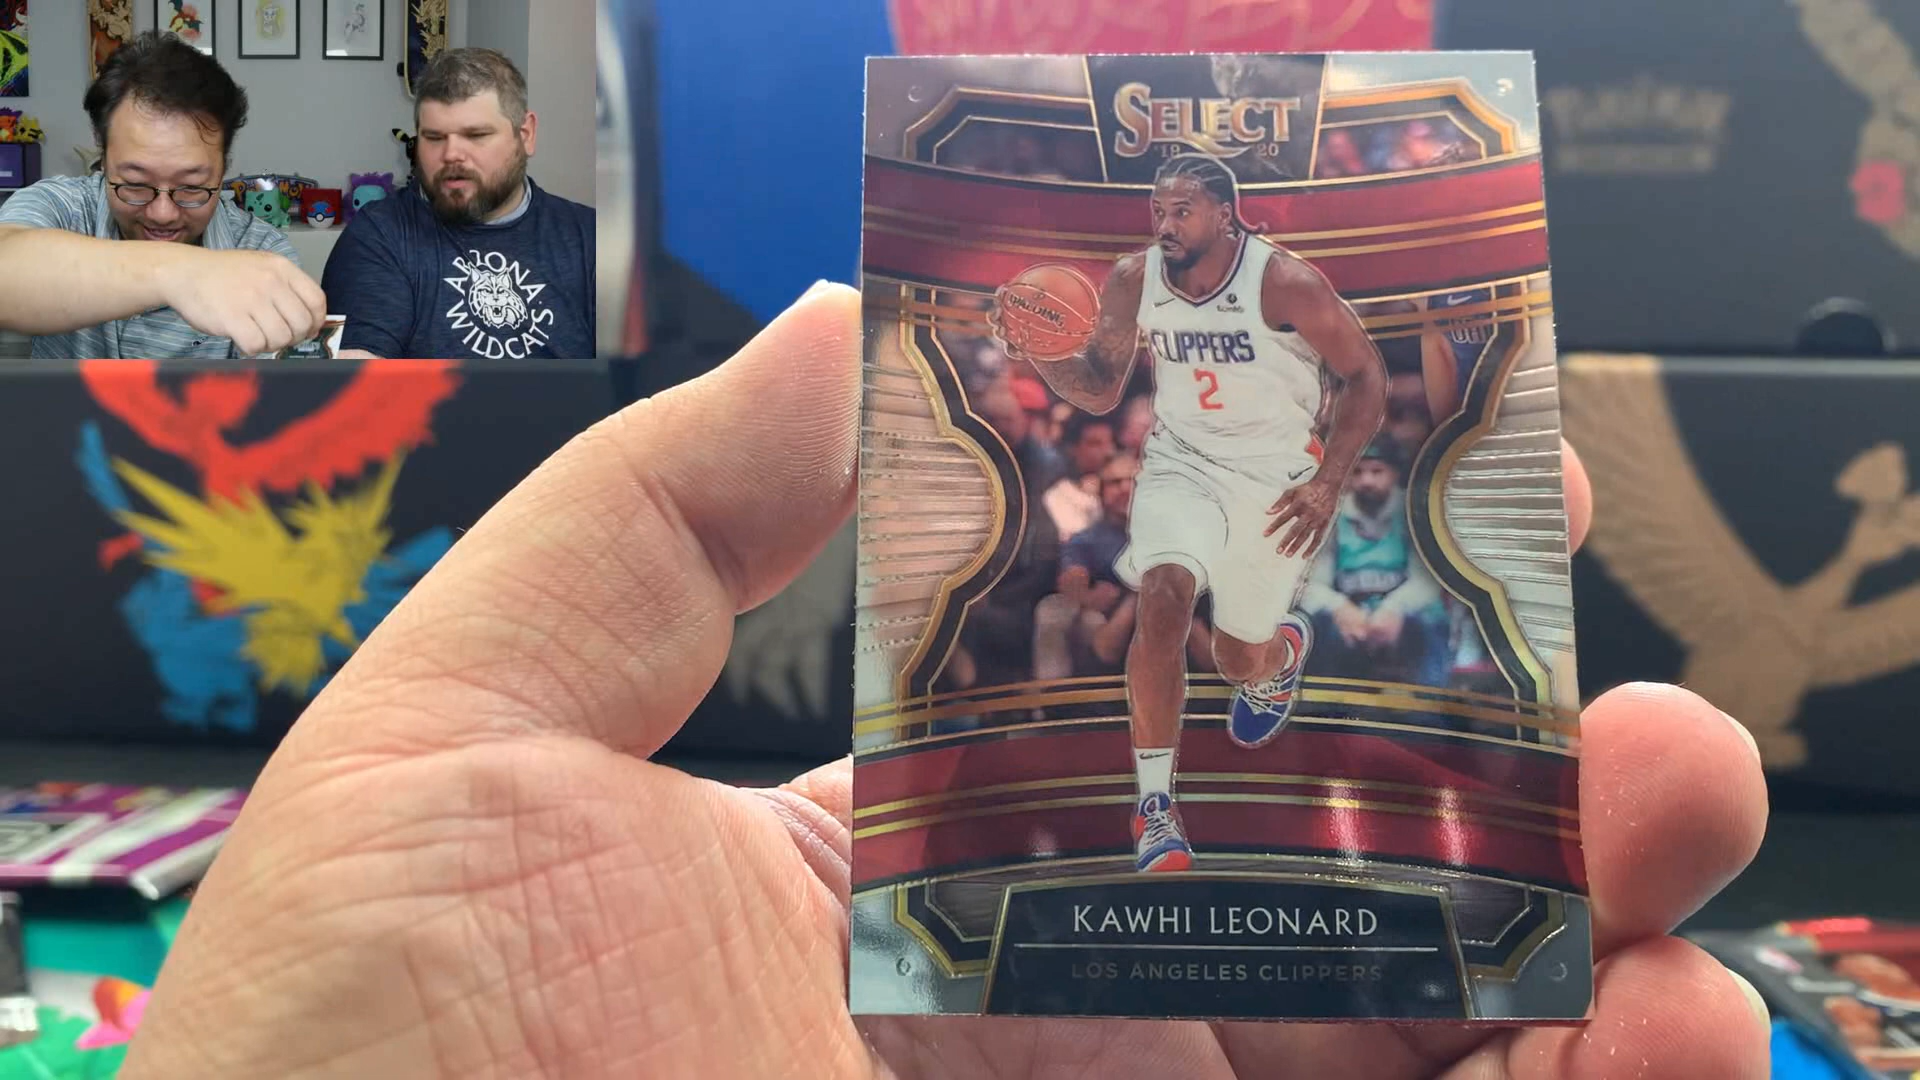 SELECT
19 20
SPALDING
CLIPPERS
2
KAWHI LEONARD
LOS ANGELES CLIPPERS
ARIZONA
WILDCATS